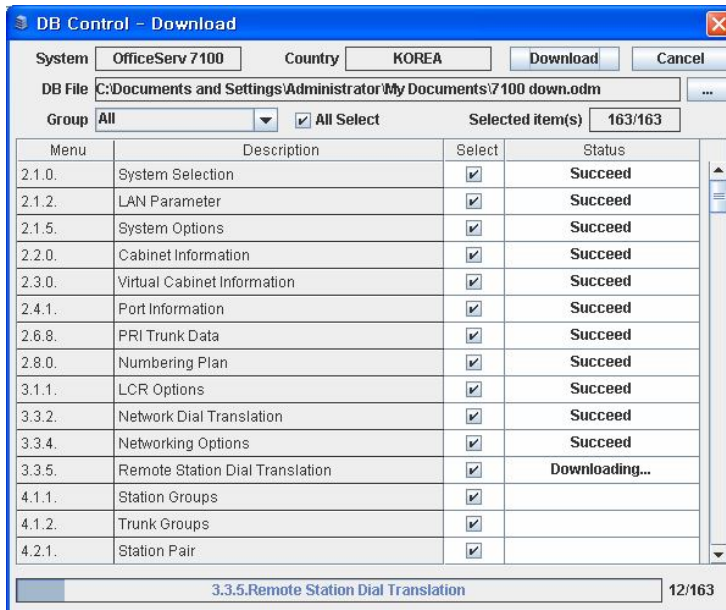 DB Control - Download
System OfficeServ 7100 Country KOREA Download Cancel
DB File C:\Documents and Settings\Administrator\My Documents\7100 down.odm ...
Group All All Select Selected item(s) 163/163
Menu Description Select Status
2.1.0. System Selection Succeed
2.1.2. LAN Parameter Succeed
2.1.5. System Options Succeed
2.2.0. Cabinet Information Succeed
2.3.0. Virtual Cabinet Information Succeed
2.4.1. Port Information Succeed
2.6.8. PRI Trunk Data Succeed
2.8.0. Numbering Plan Succeed
3.1.1. LCR Options Succeed
3.3.2. Network Dial Translation Succeed
3.3.4. Networking Options Succeed
3.3.5. Remote Station Dial Translation Downloading...
4.1.1. Station Groups
4.1.2. Trunk Groups
4.2.1. Station Pair
3.3.5.Remote Station Dial Translation 12/163